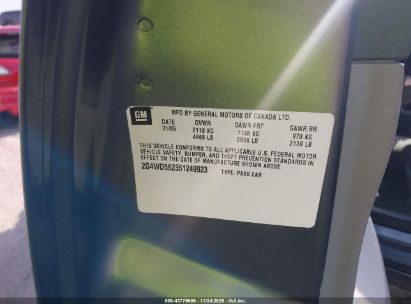 GM
MFD BY GENERAL MOTORS OF CANADA LTD.
DATE GVWR GAWR FRT GAWR RR
01/05 2118 KG 1148 KG 970 KG
4669 LB 2530 LB 2139 LB
THIS VEHICLE CONFORMS TO ALL APPLICABLE U.S. FEDERAL MOTOR
VEHICLE SAFETY, BUMPER, AND THEFT PREVENTION STANDARDS IN
EFFECT ON THE DATE OF MANUFACTURE SHOWN ABOVE.
2G4WD562351249923 TYPE: PASS CAR